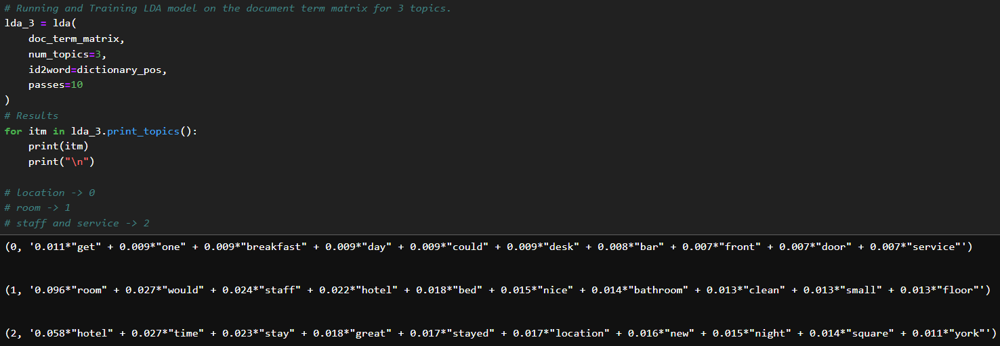 # Running and Training LDA model on the document term matrix for 3 topics.
lda_3 = lda(
    doc_term_matrix,
    num_topics=3,
    id2word=dictionary_pos,
    passes=10
)
# Results
for itm in lda_3.print_topics():
    print(itm)
    print("\n")
# location -> 0
# room -> 1
# staff and service -> 2
(0, '0.011*"get" + 0.009*"one" + 0.009*"breakfast" + 0.009*"day" + 0.009*"could" + 0.009*"desk" + 0.008*"bar" + 0.007*"front" + 0.007*"door" + 0.007*"service"')
(1, '0.096*"room" + 0.027*"would" + 0.024*"staff" + 0.022*"hotel" + 0.018*"bed" + 0.015*"nice" + 0.014*"bathroom" + 0.013*"clean" + 0.013*"small" + 0.013*"floor"')
(2, '0.058*"hotel" + 0.027*"time" + 0.023*"stay" + 0.018*"great" + 0.017*"stayed" + 0.017*"location" + 0.016*"new" + 0.015*"night" + 0.014*"square" + 0.011*"york"')